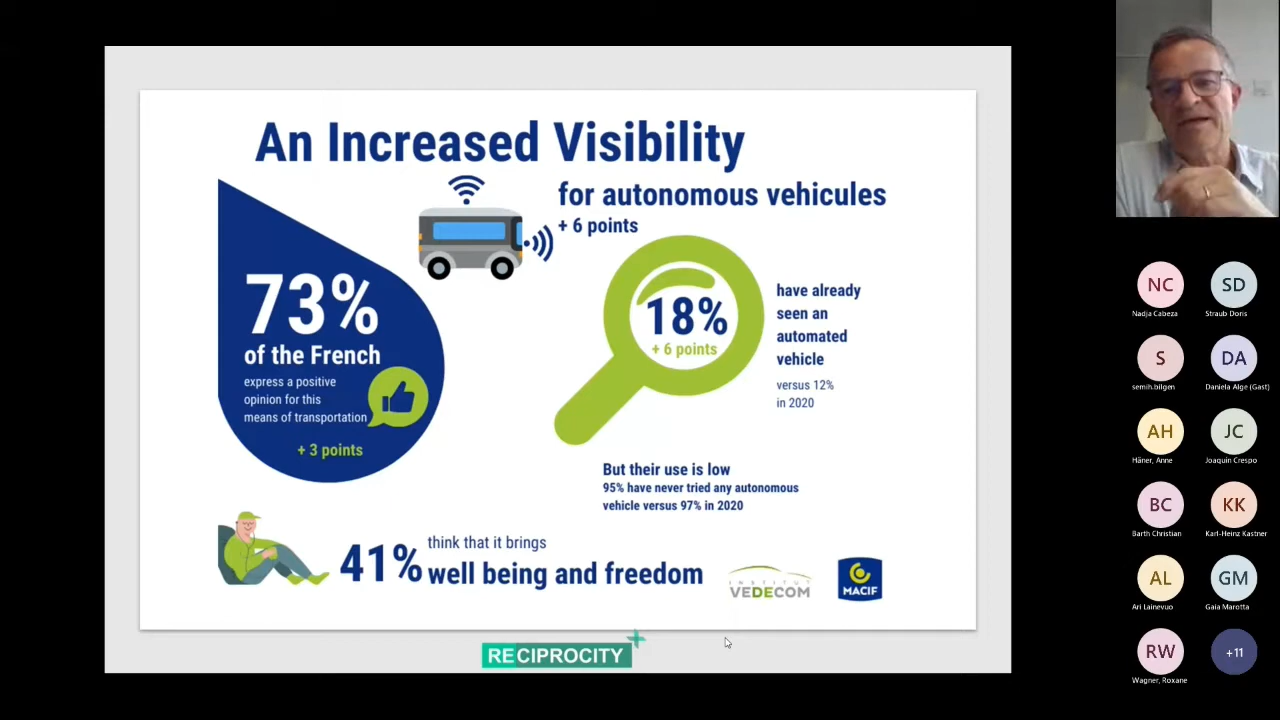 An Increased Visibility
for autonomous vehicules
+ 6 points
73%
of the French
express a positive
opinion for this
means of transportation
+ 3 points
18%
+ 6 points
have already
seen an
automated
vehicle
versus 12%
in 2020
But their use is low
95% have never tried any autonomous
vehicle versus 97% in 2020
41%
think that it brings
well being and freedom
INSTITUT
VEDECOM
MACIF
RECIPROCITY
NC
Nadja Cabeza
SD
Straub Doris
S
semih.bilgen
DA
Daniela Alge (Gast)
AH
Häner, Anne
JC
Joaquin Crespo
BC
Barth Christian
KK
Karl-Heinz Kastner
AL
Ari Lainevuo
GM
Gaia Marotta
RW
Wagner, Roxane
+11